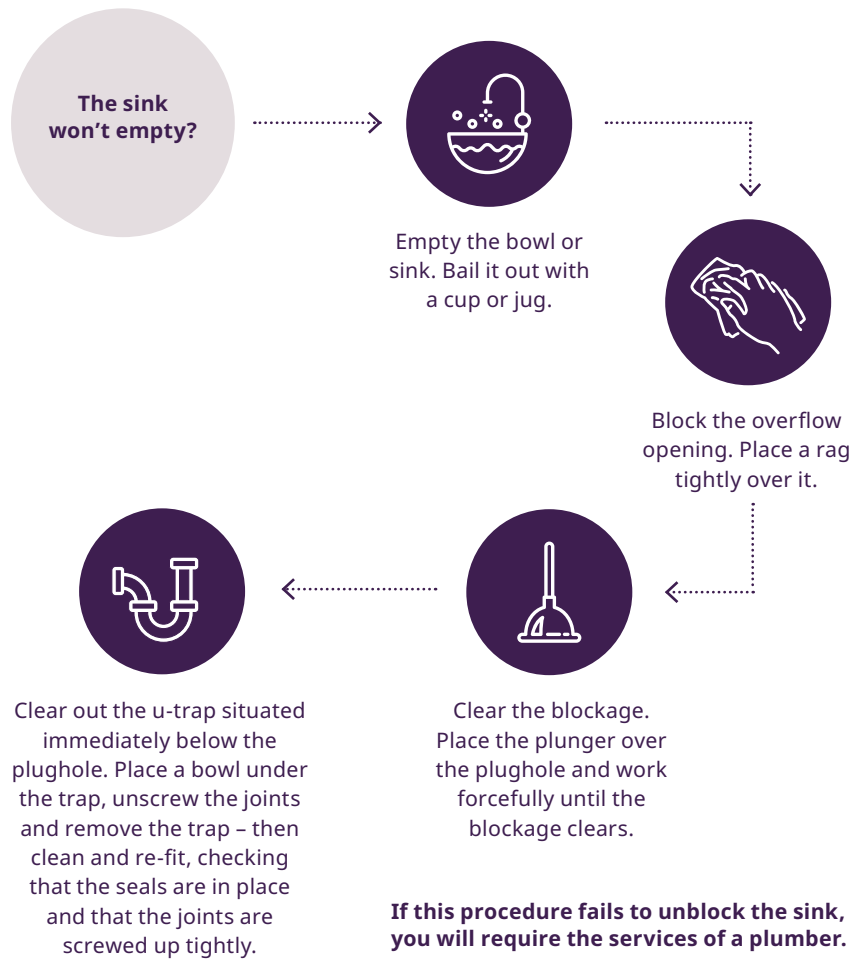 The sink
won’t empty?
Empty the bowl or
sink. Bail it out with
a cup or jug.
Block the overflow
opening. Place a rag
tightly over it.
Clear the blockage.
Place the plunger over
the plughole and work
forcefully until the
blockage clears.
Clear out the u-trap situated
immediately below the
plughole. Place a bowl under
the trap, unscrew the joints
and remove the trap – then
clean and re-fit, checking
that the seals are in place
and that the joints are
screwed up tightly.
If this procedure fails to unblock the sink,
you will require the services of a plumber.